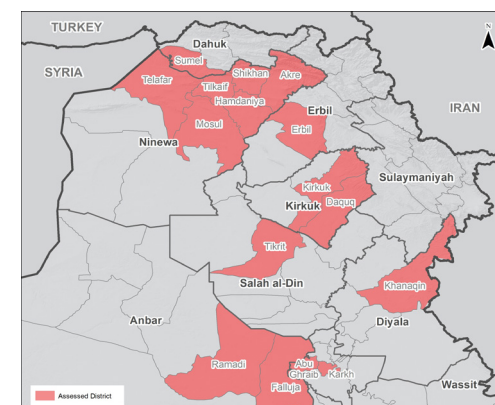 TURKEY
Dahuk
Sumel
SYRIA
Telafar
Shikhan
Akre
Tilkaif
Hamdaniya
IRAN
Erbil
Mosul
Erbil
Ninewa
Sulaymaniyah
Kirkuk
Kirkuk
Daquq
Tikrit
Salah al-Din
Khanaqin
Anbar
Diyala
Ramadi
Abu
Ghraib
Karkh
Falluja
Wassit
Assessed District
N